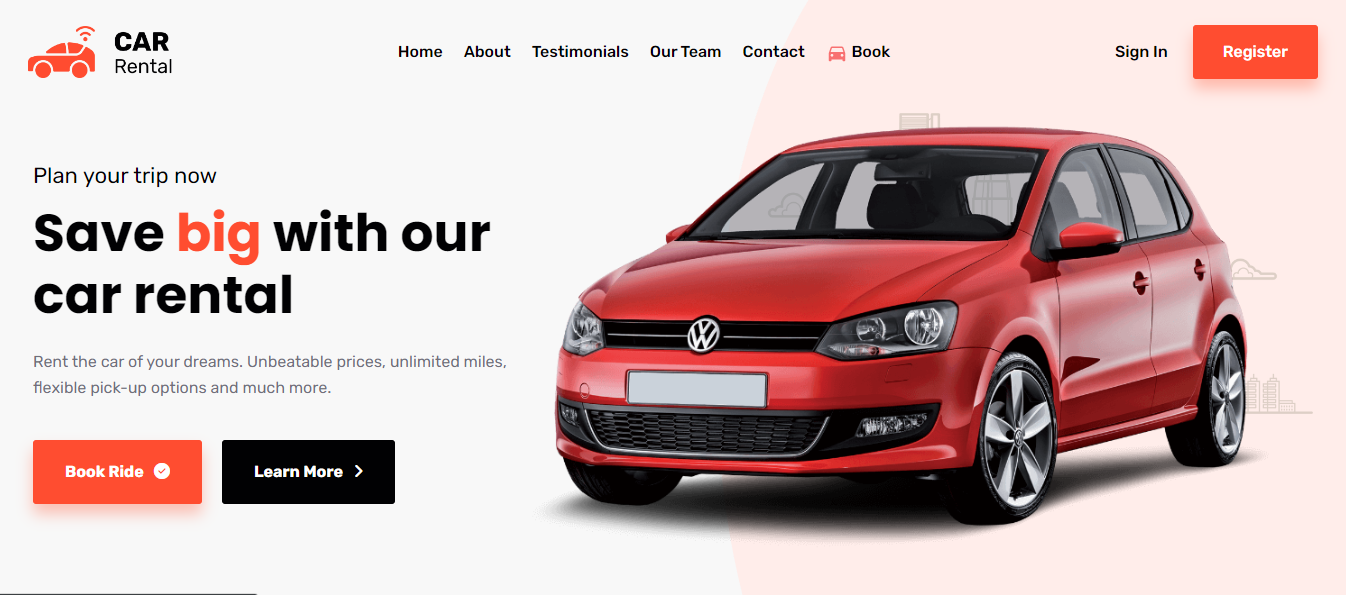 CAR
Rental
Home About Testimonials Our Team Contact Book
Sign In Register
Plan your trip now
Save big with our
car rental
Rent the car of your dreams. Unbeatable prices, unlimited miles,
flexible pick-up options and much more.
Book Ride Learn More